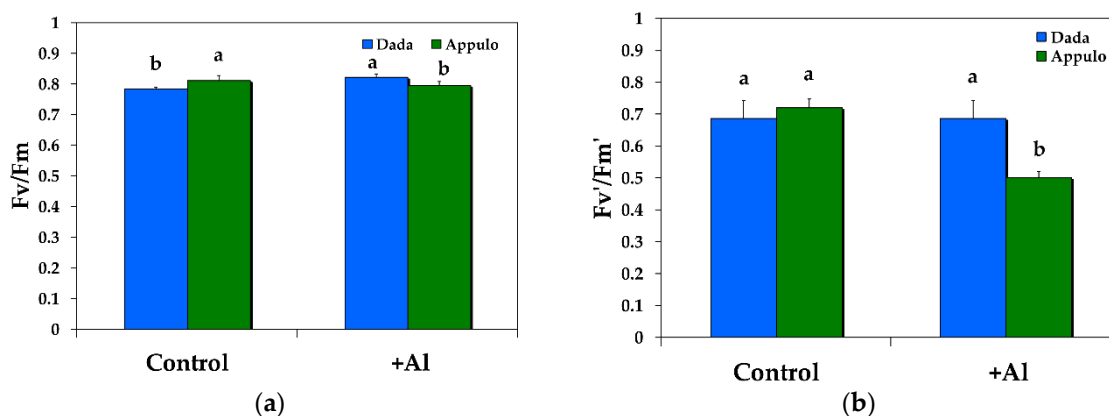 1
0.9
0.8
0.7
0.6
0.5
0.4
0.3
0.2
0.1
0
Fv/Fm
Dada Appulo
b
a
a
b
Control +Al
(a)
1
0.9
0.8
0.7
0.6
0.5
0.4
0.3
0.2
0.1
0
Fv'/Fm'
Dada
Appulo
a
a
a
b
Control +Al
(b)